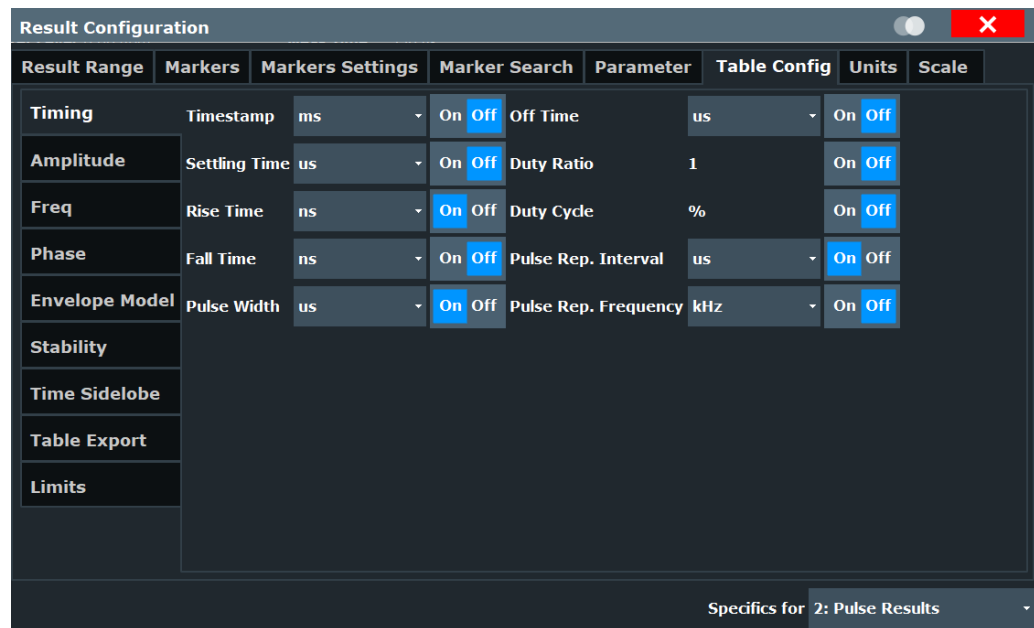 Result Configuration
Result Range Markers Markers Settings Marker Search Parameter Table Config Units Scale
Timing Timestamp ms On Off Off Time us On Off
Amplitude Settling Time us On Off Duty Ratio 1 On Off
Freq Rise Time ns On Off Duty Cycle % On Off
Phase Fall Time ns On Off Pulse Rep. Interval us On Off
Envelope Model Pulse Width us On Off Pulse Rep. Frequency kHz On Off
Stability
Time Sidelobe
Table Export
Limits
Specifics for 2: Pulse Results